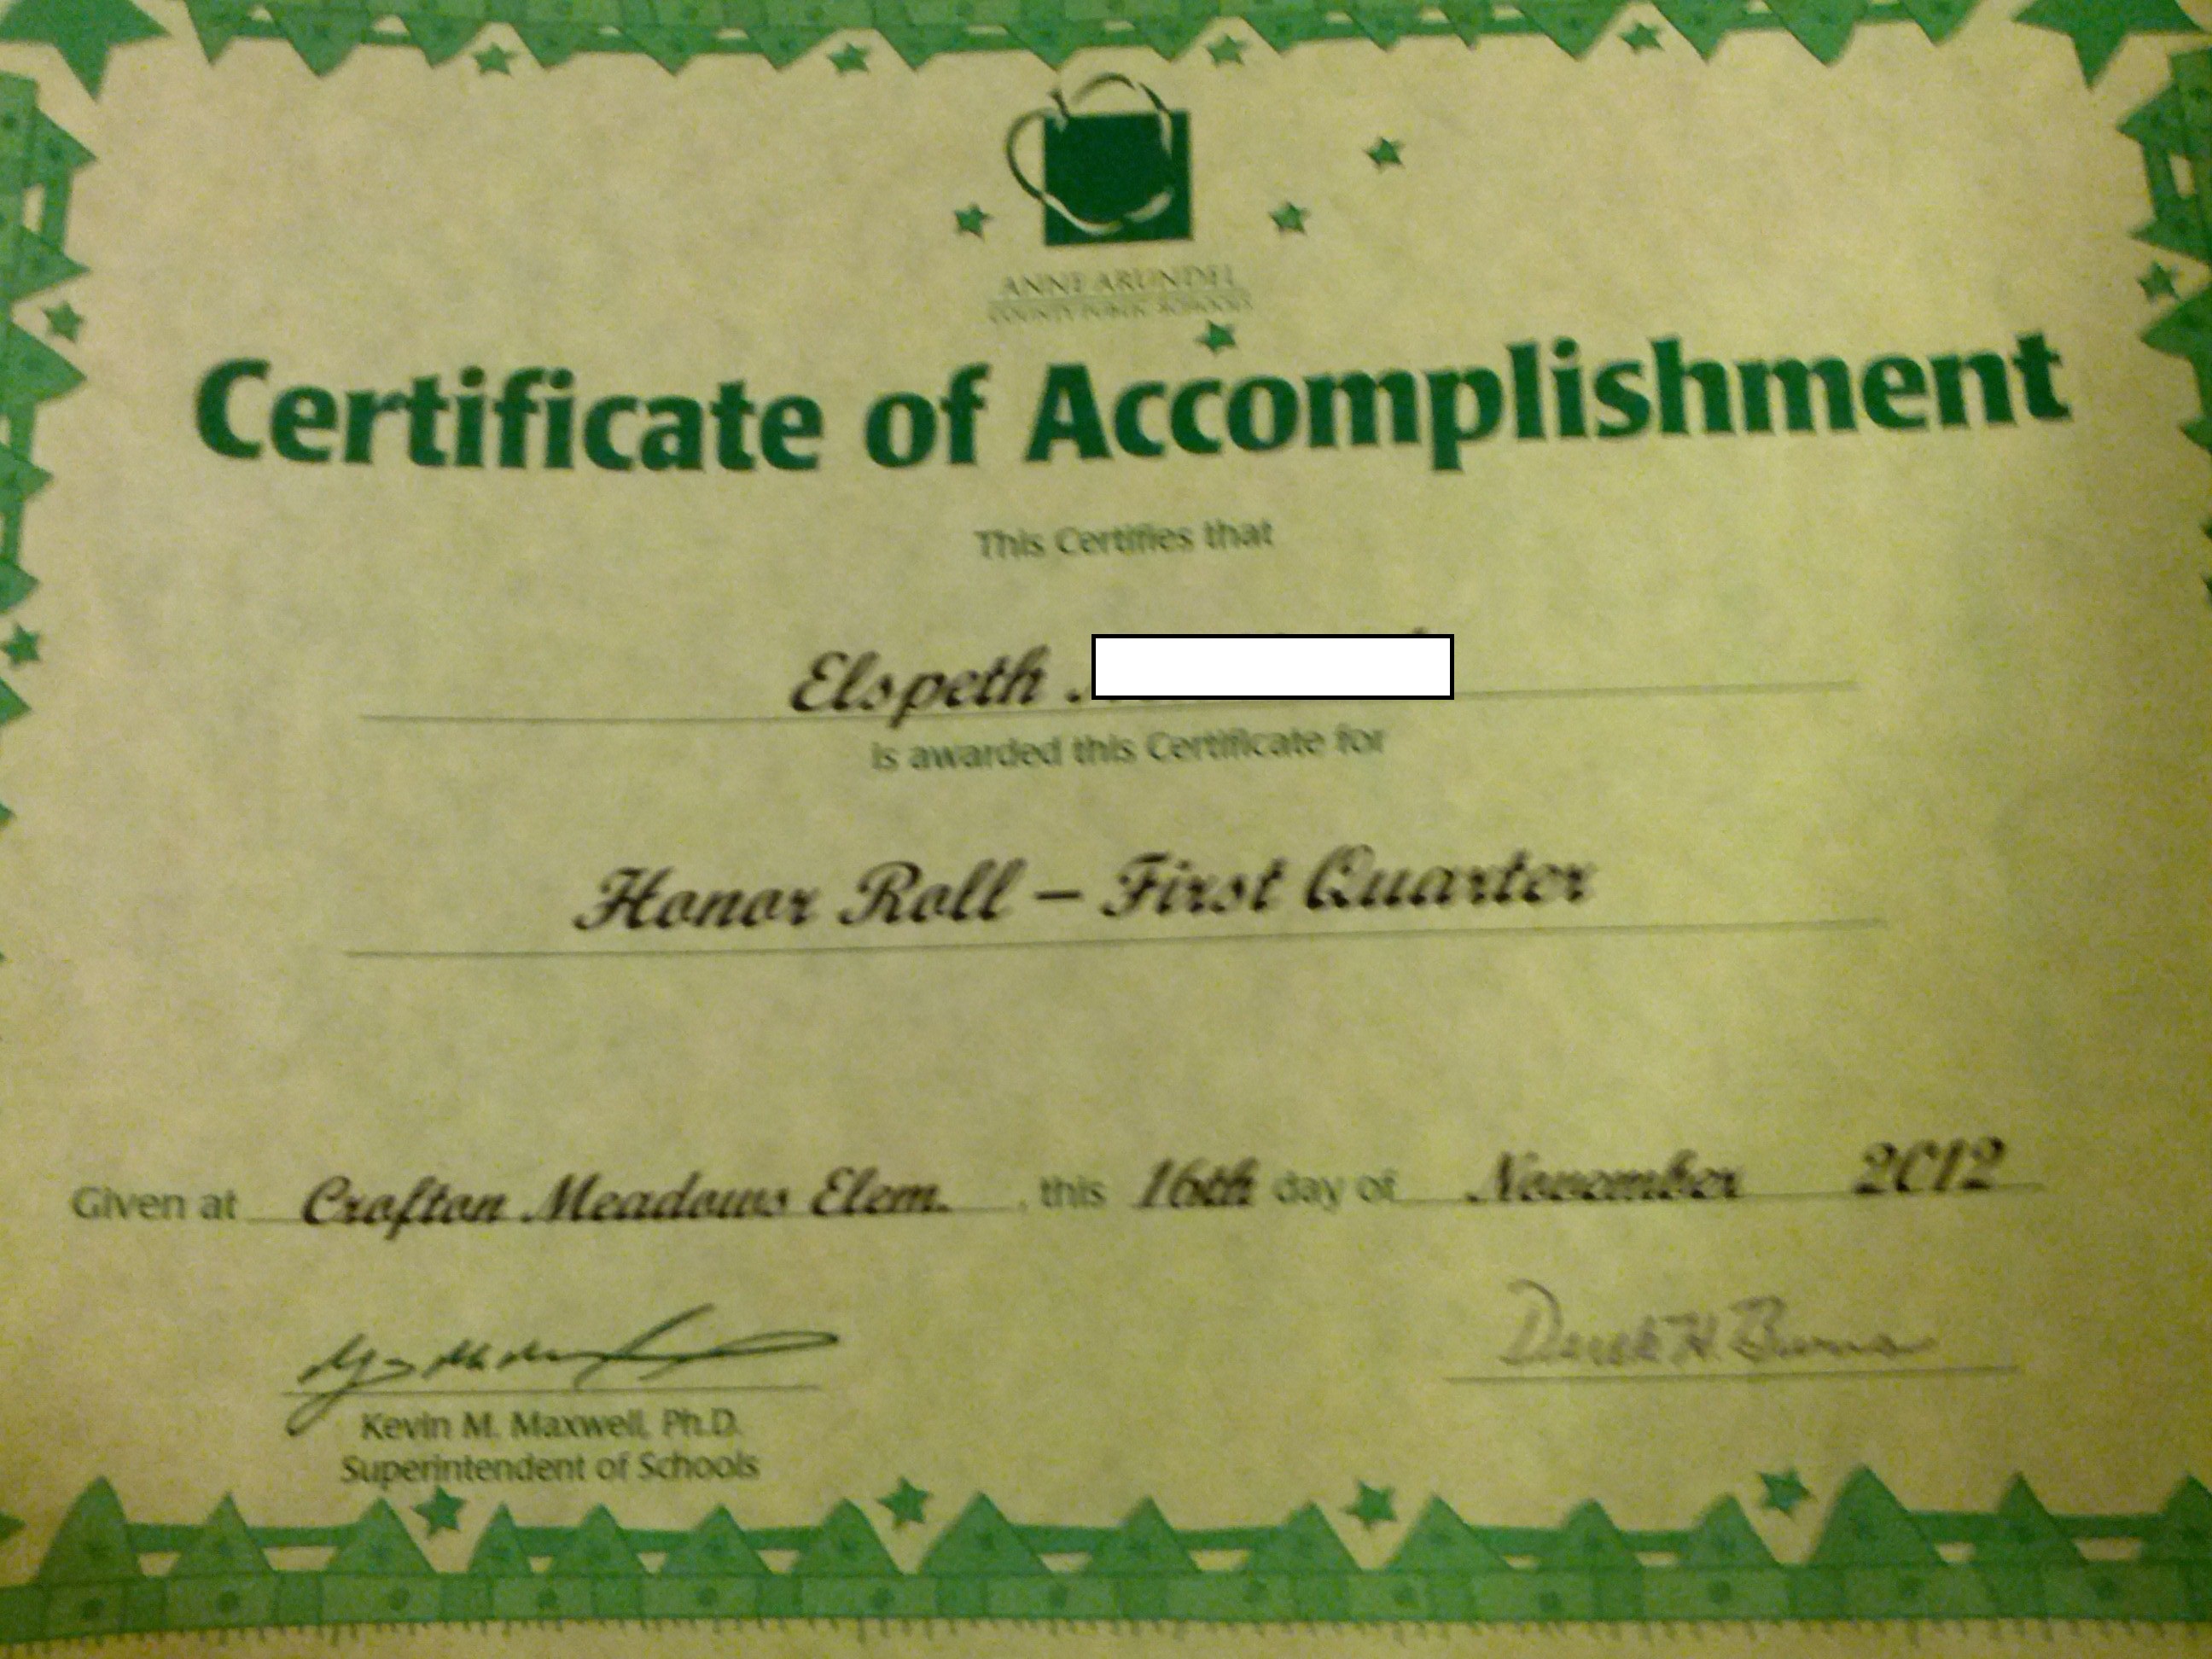 ANNE ARUNDEL
COUNTY PUBLIC SCHOOLS
Certificate of Accomplishment
This Certifies that
Elspeth
is awarded this Certificate for
Honor Roll – First Quarter
Given at Crofton Meadows Elem. , this 16th day of November 2012
Derek H. Burns
Kevin M. Maxwell, Ph.D.
Superintendent of Schools